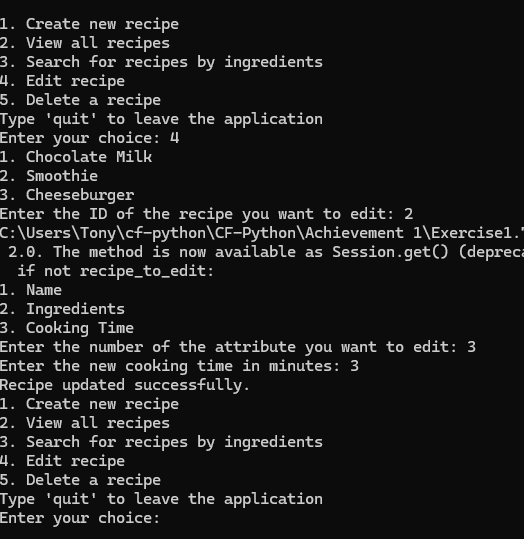 1. Create new recipe
2. View all recipes
3. Search for recipes by ingredients
4. Edit recipe
5. Delete a recipe
Type 'quit' to leave the application
Enter your choice: 4
1. Chocolate Milk
2. Smoothie
3. Cheeseburger
Enter the ID of the recipe you want to edit: 2
C:\Users\Tony\cf-python\CF-Python\Achievement 1\Exercise1.
2.0. The method is now available as Session.get() (depreca
if not recipe_to_edit:
1. Name
2. Ingredients
3. Cooking Time
Enter the number of the attribute you want to edit: 3
Enter the new cooking time in minutes: 3
Recipe updated successfully.
1. Create new recipe
2. View all recipes
3. Search for recipes by ingredients
4. Edit recipe
5. Delete a recipe
Type 'quit' to leave the application
Enter your choice: